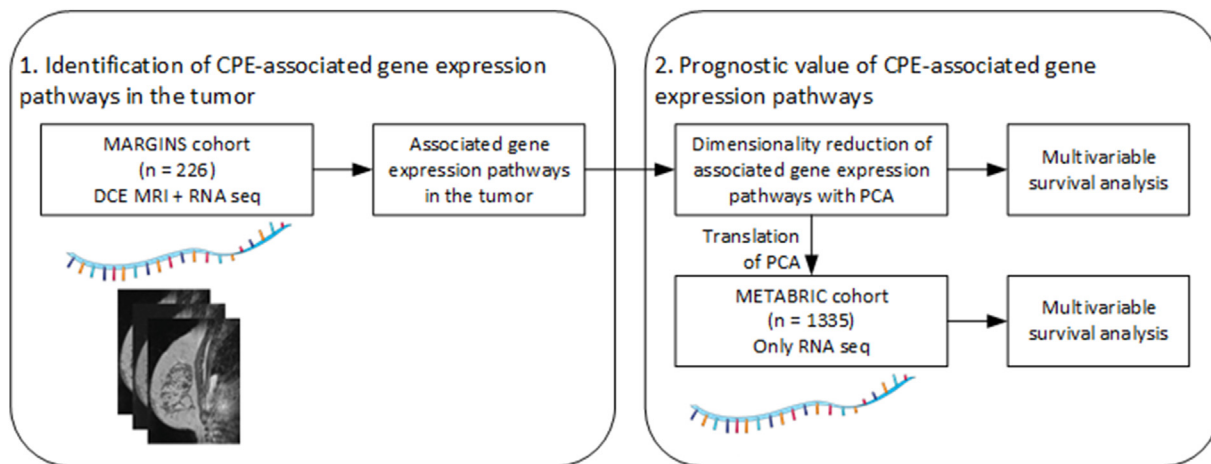 1. Identification of CPE-associated gene expression
pathways in the tumor
MARGINS cohort
(n = 226)
DCE MRI + RNA seq
Associated gene
expression pathways
in the tumor
2. Prognostic value of CPE-associated gene
expression pathways
Dimensionality reduction of
associated gene expression
pathways with PCA
Multivariable
survival analysis
Translation
of PCA
METABRIC cohort
(n = 1335)
Only RNA seq
Multivariable
survival analysis